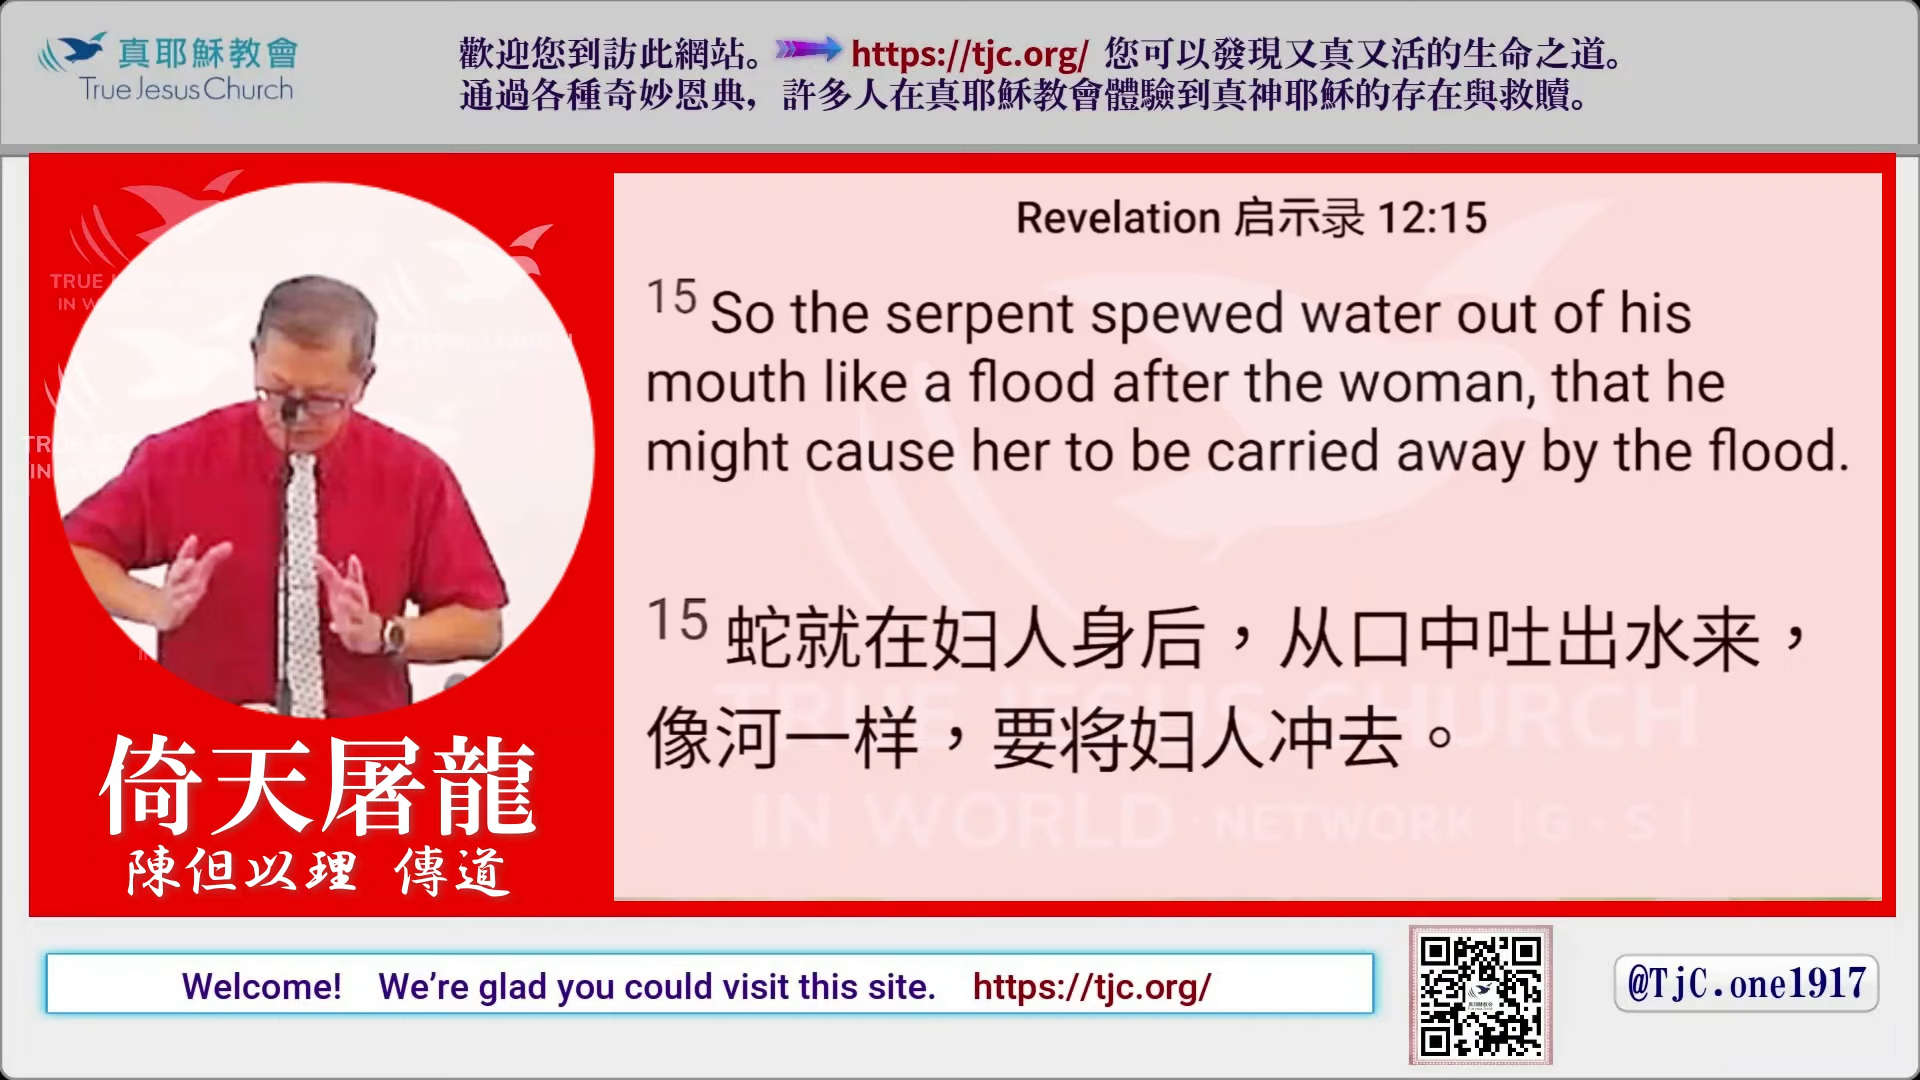 真耶穌教會
True Jesus Church
歡迎您到訪此網站。 https://tjc.org/ 您可以發現又真又活的生命之道。
通過各種奇妙恩典，許多人在真耶穌教會體驗到真神耶穌的存在與救贖。
Revelation 启示录 12:15
15 So the serpent spewed water out of his
mouth like a flood after the woman, that he
might cause her to be carried away by the flood.
15 蛇就在妇人身后，从口中吐出水来，
像河一样，要将妇人冲去。
TRUE JESUS CHURCH
IN WORLD · NETWORK [G · S]
倚天屠龍
陳但以理 傳道
Welcome! We’re glad you could visit this site. https://tjc.org/
@TjC.one1917